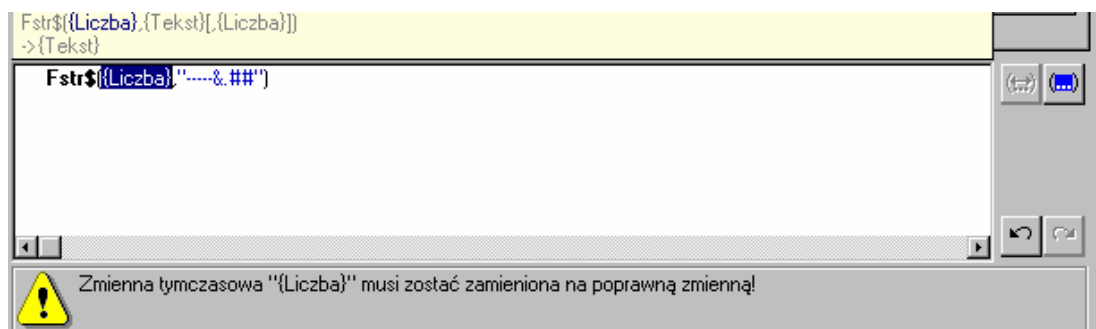 Fstr$({Liczba},{Tekst}[,{Liczba}])
->{Tekst}
Fstr$({Liczba},"-----&.##")
Zmienna tymczasowa "{Liczba}" musi zostać zamieniona na poprawną zmienną!